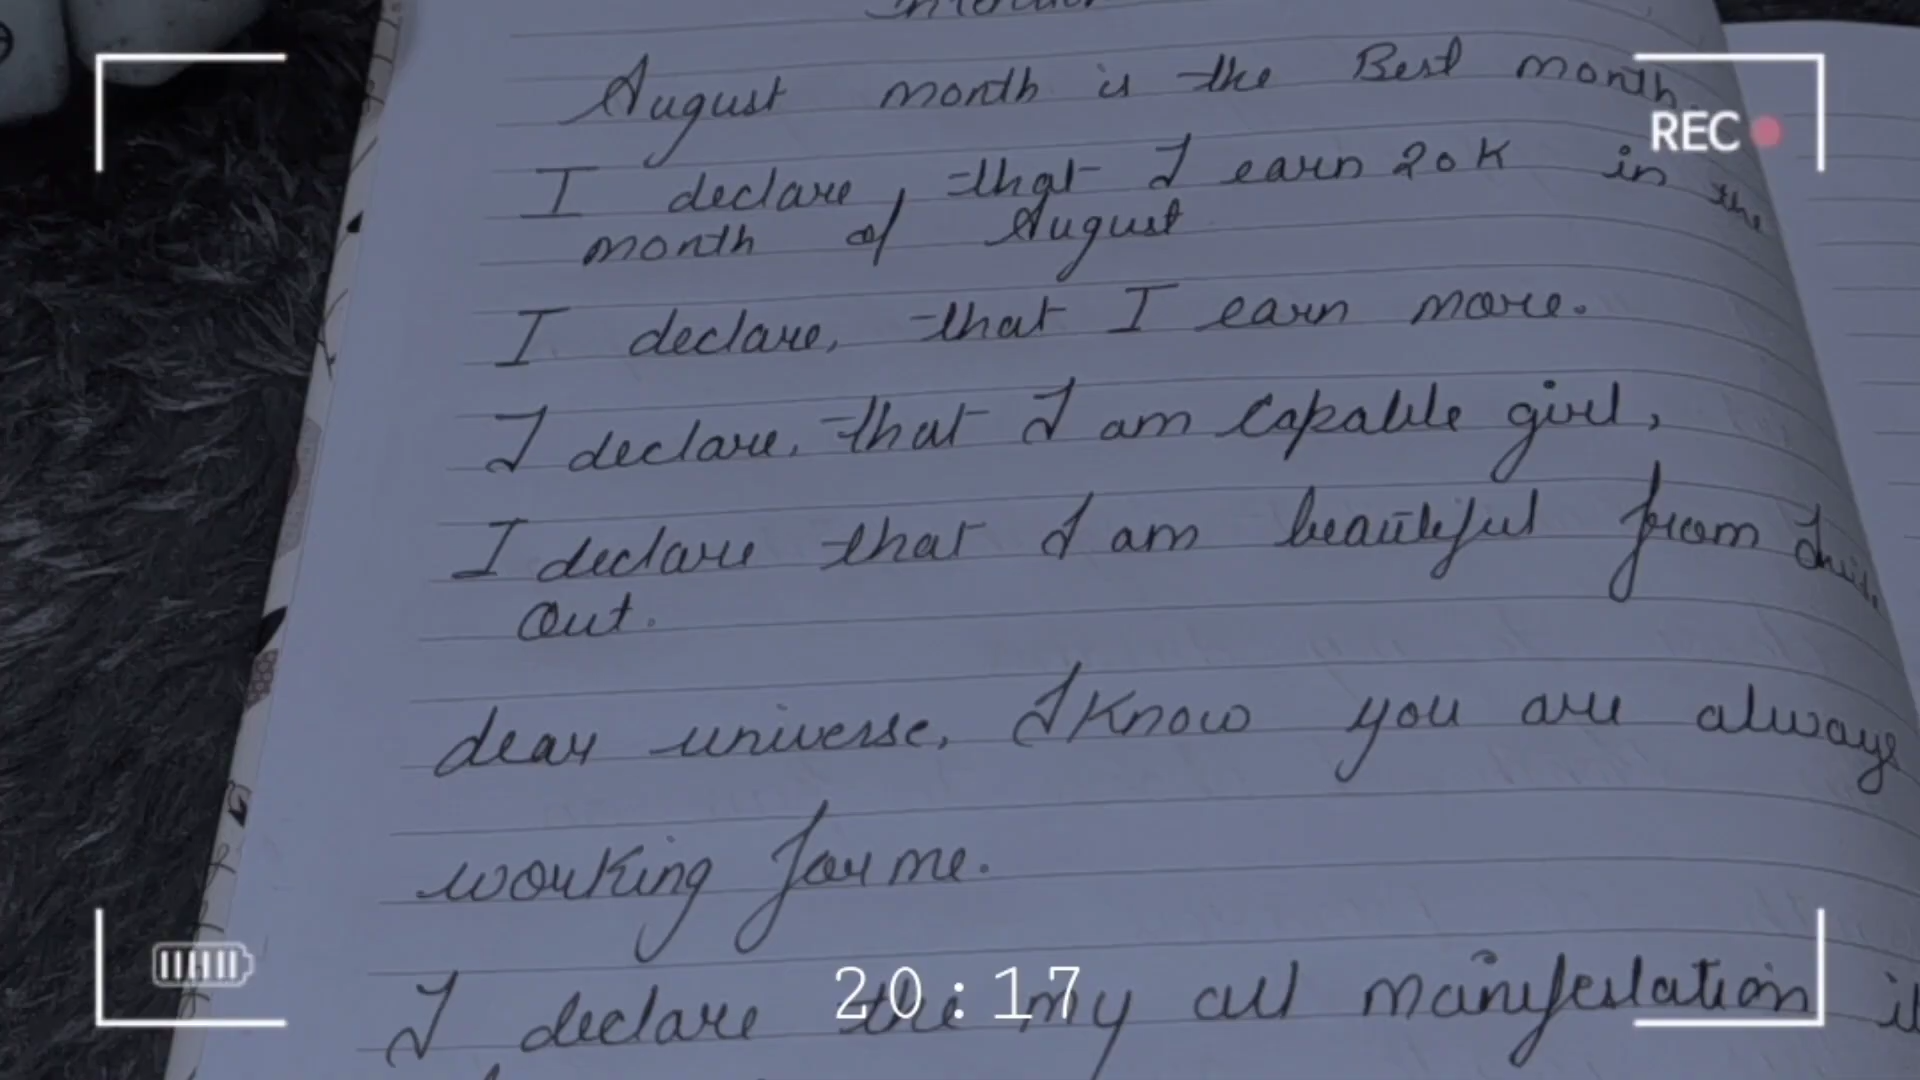 August month is the Best month
REC
I declare, that I earn 20K in the
month of August
I declare, that I earn more.
I declare, that I am capable girl,
I declare that I am beautiful from
out.
dear universe, I know you are always
working for me.
20:17
I declare the my all manifestation